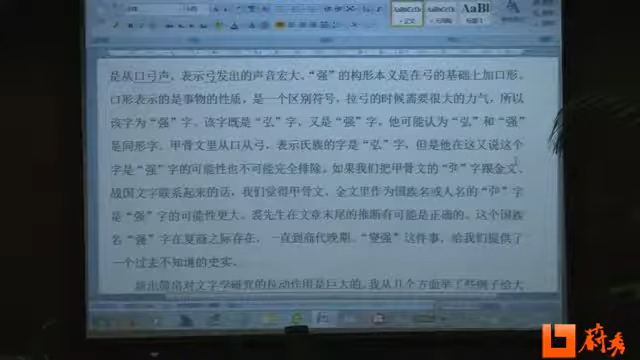 AaBbCcDd AaBbCcDd AaBl
是从口弓声，表示弓发出的声音宏大。“强”的构形本义是在弓的基础上加口形。
口形表示的是事物的性质，是一个区别符号，拉弓的时候需要很大的力气，所以
该字为“强”字。该字既是“弘”字，又是“强”字。他可能认为“弘”和“强”
是同形字。甲骨文里从口从弓，表示氏族的字是“弘”字，但是他在这又说这个
字是“强”字的可能性也不可能完全排除。如果我们把甲骨文的“”字跟金文、
战国文字联系起来的话，我们觉得甲骨文、金文里作为国族名或人名的“”字
是“强”字的可能性更大。裘先生在文章末尾的推断有可能是正确的。这个国族
名“强”字在夏商之际存在，一直到商代晚期。“燮强”这件事，给我们提供了
一个过去不知道的史实。
新出简帛对文字学研究的拉动作用是巨大的。我从几个方面举了些例子给大
蔚秀